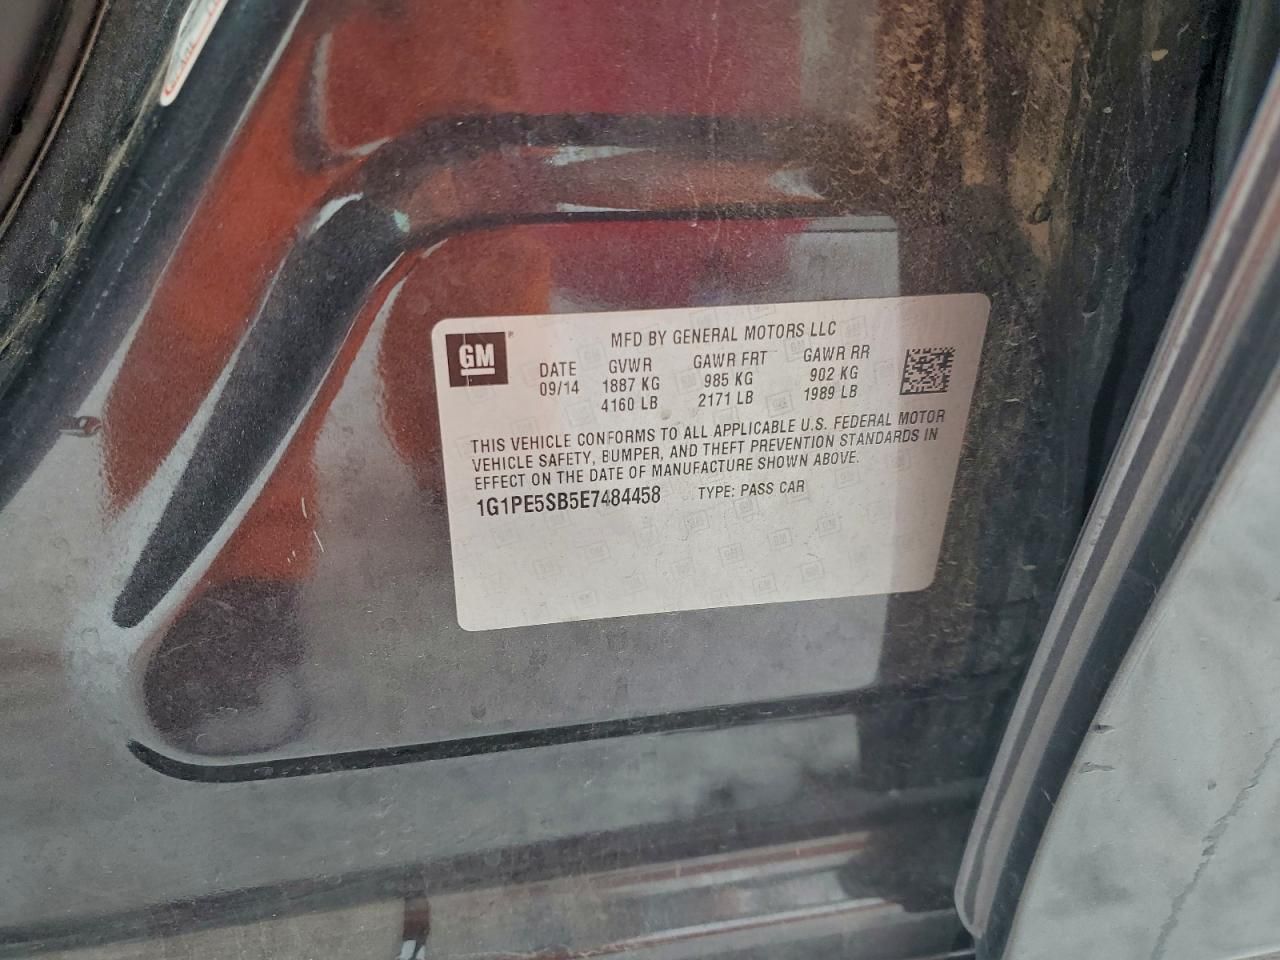 GM
MFD BY GENERAL MOTORS LLC
DATE GVWR GAWR FRT GAWR RR
09/14 1887 KG 985 KG 902 KG
4160 LB 2171 LB 1989 LB
THIS VEHICLE CONFORMS TO ALL APPLICABLE U.S. FEDERAL MOTOR
VEHICLE SAFETY, BUMPER, AND THEFT PREVENTION STANDARDS IN
EFFECT ON THE DATE OF MANUFACTURE SHOWN ABOVE.
1G1PE5SB5E7484458 TYPE: PASS CAR